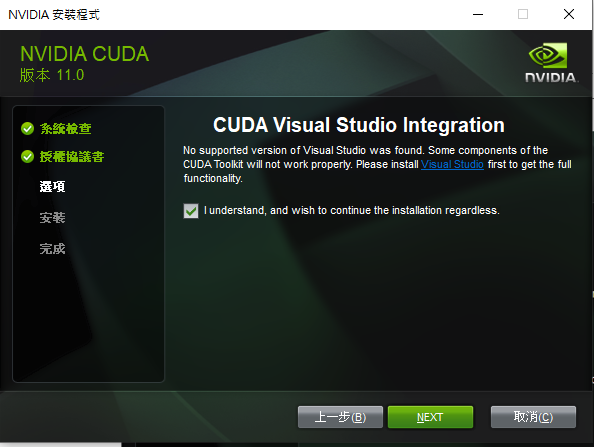 NVIDIA 安裝程式
NVIDIA CUDA
版本 11.0
NVIDIA.
系統檢查
授權協議書
選項
安裝
完成
CUDA Visual Studio Integration
No supported version of Visual Studio was found. Some components of the
CUDA Toolkit will not work properly. Please install Visual Studio first to get the full
functionality.
I understand, and wish to continue the installation regardless.
上一步(B)
NEXT
取消(C)